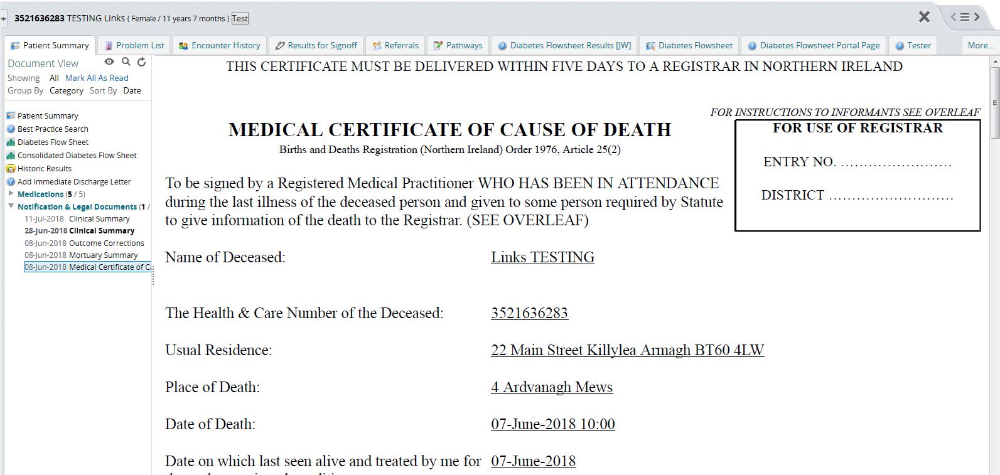 3521636283 TESTING Links ( Female / 11 years 7 months ) Test
Patient Summary Problem List Encounter History Results for Signoff Referrals Pathways Diabetes Flowsheet Results [JW] Diabetes Flowsheet Diabetes Flowsheet Portal Page Tester More...
Document View
Showing All Mark All As Read
Group By Category Sort By Date
Patient Summary
Best Practice Search
Diabetes Flow Sheet
Consolidated Diabetes Flow Sheet
Historic Results
Add Immediate Discharge Letter
Medications (5 / 5)
Notification & Legal Documents (1 /
11-Jul-2018 Clinical Summary
28-Jun-2018 Clinical Summary
08-Jun-2018 Outcome Corrections
08-Jun-2018 Mortuary Summary
08-Jun-2018 Medical Certificate of Ca
THIS CERTIFICATE MUST BE DELIVERED WITHIN FIVE DAYS TO A REGISTRAR IN NORTHERN IRELAND
FOR INSTRUCTIONS TO INFORMANTS SEE OVERLEAF
MEDICAL CERTIFICATE OF CAUSE OF DEATH
Births and Deaths Registration (Northern Ireland) Order 1976, Article 25(2)
FOR USE OF REGISTRAR
ENTRY NO. ........................
DISTRICT ...........................
To be signed by a Registered Medical Practitioner WHO HAS BEEN IN ATTENDANCE
during the last illness of the deceased person and given to some person required by Statute
to give information of the death to the Registrar. (SEE OVERLEAF)
Name of Deceased: Links TESTING
The Health & Care Number of the Deceased: 3521636283
Usual Residence: 22 Main Street Killylea Armagh BT60 4LW
Place of Death: 4 Ardvanagh Mews
Date of Death: 07-June-2018 10:00
Date on which last seen alive and treated by me for 07-June-2018